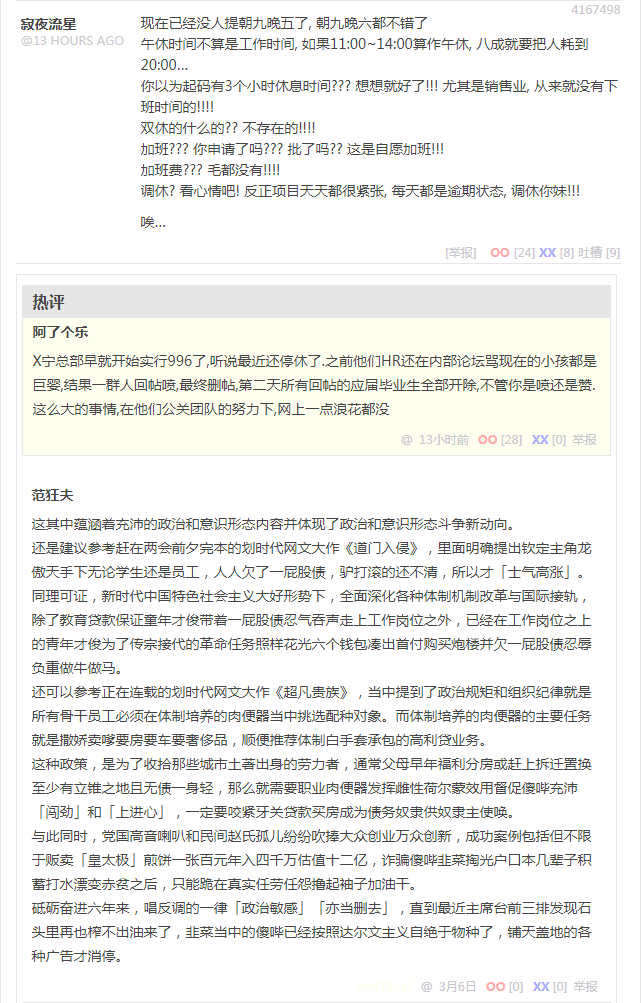 4167498
寂夜流星
@13 HOURS AGO
现在已经没人提朝九晚五了, 朝九晚六都不错了
午休时间不算是工作时间, 如果11:00~14:00算作午休, 八成就要把人耗到
20:00...
你以为起码有3个小时休息时间??? 想想就好了!!! 尤其是销售业, 从来就没有下
班时间的!!!!
双休的什么的?? 不存在的!!!!
加班??? 你申请了吗??? 批了吗?? 这是自愿加班!!!
加班费??? 毛都没有!!!!
调休? 看心情吧! 反正项目天天都很紧张, 每天都是逾期状态, 调休你妹!!!
唉...
[举报] OO [24] XX [8] 吐槽 [9]
热评
阿了个乐
X宁总部早就开始实行996了,听说最近还停休了.之前他们HR还在内部论坛骂现在的小孩都是
巨婴,结果一群人回帖喷,最终删帖,第二天所有回帖的应届毕业生全部开除,不管你是喷还是赞.
这么大的事情,在他们公关团队的努力下,网上一点浪花都没
@ 13小时前 OO [28] XX [0] 举报
范狂夫
这其中蕴涵着充沛的政治和意识形态内容并体现了政治和意识形态斗争新动向。
还是建议参考赶在两会前夕完本的划时代网文大作《道门入侵》，里面明确提出钦定主角龙
傲天手下无论学生还是员工，人人欠了一屁股债，驴打滚的还不清，所以才「士气高涨」。
同理可证，新时代中国特色社会主义大好形势下，全面深化各种体制机制改革与国际接轨，
除了教育贷款保证童年才俊带着一屁股债忍气吞声走上工作岗位之外，已经在工作岗位之上
的青年才俊为了传宗接代的革命任务照样花光六个钱包凑出首付购买炮楼并欠一屁股债忍辱
负重做牛做马。
还可以参考正在连载的划时代网文大作《超凡贵族》，当中提到了政治规矩和组织纪律就是
所有骨干员工必须在体制培养的肉便器当中挑选配种对象。而体制培养的肉便器的主要任务
就是撒娇卖嗲要房要车要奢侈品，顺便推荐体制白手套承包的高利贷业务。
这种政策，是为了收拾那些城市土著出身的劳力者，通常父母早年福利分房或赶上拆迁置换
至少有立锥之地且无债一身轻，那么就需要职业肉便器发挥雌性荷尔蒙效用督促傻哔充沛
「闯劲」和「上进心」，一定要咬紧牙关贷款买房成为债务奴隶供奴隶主使唤。
与此同时，党国高音喇叭和民间赵氏孤儿纷纷吹捧大众创业万众创新，成功案例包括但不限
于贩卖「皇太极」煎饼一张百元年入四千万估值十二亿，诈骗傻哔韭菜掏光户口本几辈子积
蓄打水漂变赤贫之后，只能跪在真实任劳任怨撸起袖子加油干。
砥砺奋进六年来，唱反调的一律「政治敏感」「亦当删去」，直到最近主席台前三排发现石
头里再也榨不出油来了，韭菜当中的傻哔已经按照达尔文主义自绝于物种了，铺天盖地的各
种广告才消停。
@ 3月6日 OO [0] XX [0] 举报